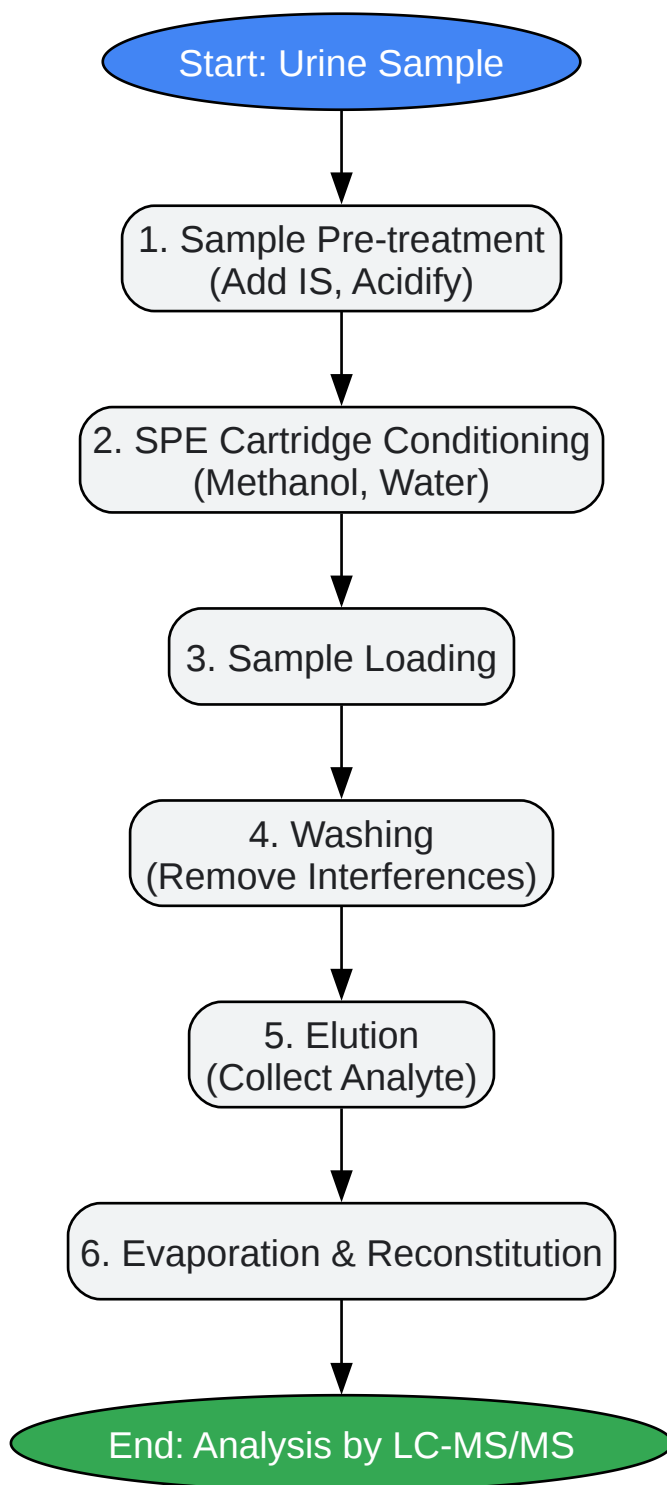 Start: Urine Sample
1. Sample Pre-treatment
(Add IS, Acidify)
2. SPE Cartridge Conditioning
(Methanol, Water)
3. Sample Loading
4. Washing
(Remove Interferences)
5. Elution
(Collect Analyte)
6. Evaporation & Reconstitution
End: Analysis by LC-MS/MS